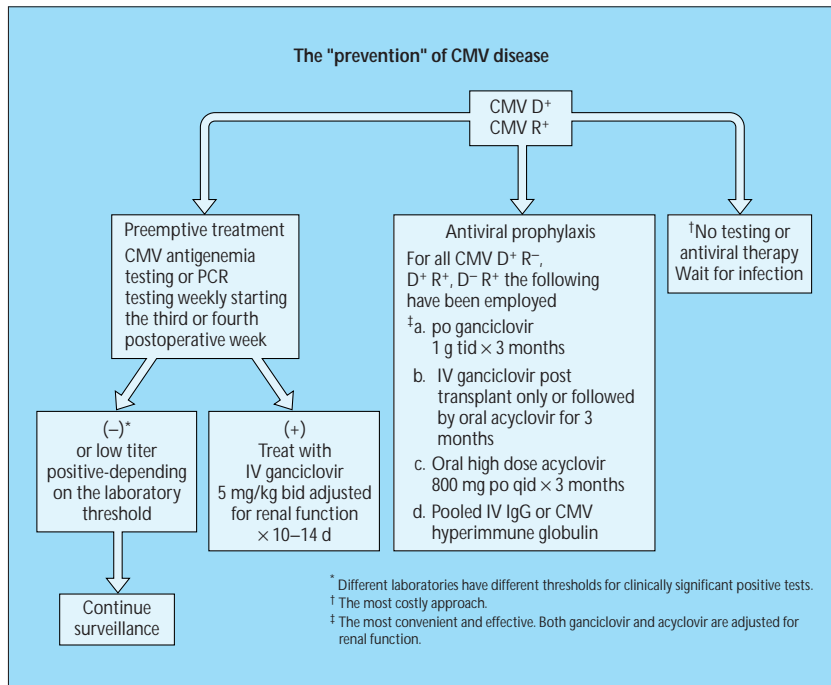 The "prevention" of CMV disease
CMV D⁺
CMV R⁺
Preemptive treatment
CMV antigenemia
testing or PCR
testing weekly starting
the third or fourth
postoperative week
Antiviral prophylaxis
For all CMV D⁺ R⁻,
D⁺ R⁺, D⁻ R⁺ the following
have been employed
‡a. po ganciclovir
1 g tid × 3 months
b. IV ganciclovir post
transplant only or followed
by oral acyclovir for 3
months
c. Oral high dose acyclovir
800 mg po qid × 3 months
d. Pooled IV IgG or CMV
hyperimmune globulin
†No testing or
antiviral therapy
Wait for infection
(–)*
or low titer
positive-depending
on the laboratory
threshold
(+)
Treat with
IV ganciclovir
5 mg/kg bid adjusted
for renal function
× 10–14 d
Continue
surveillance
* Different laboratories have different thresholds for clinically significant positive tests.
† The most costly approach.
‡ The most convenient and effective. Both ganciclovir and acyclovir are adjusted for
renal function.